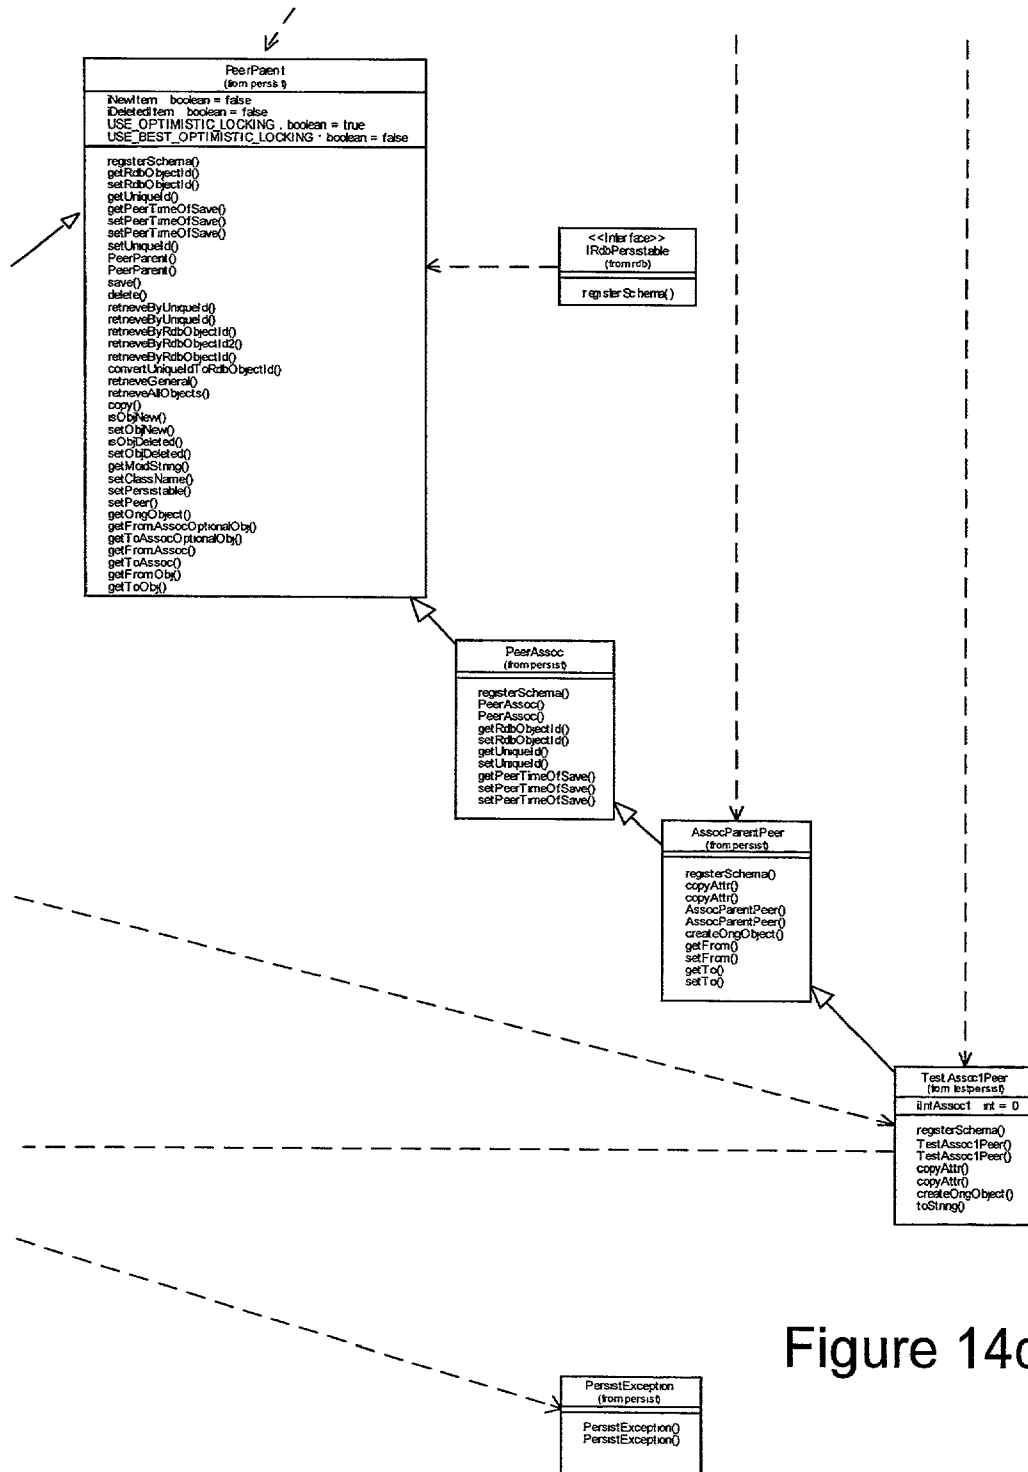 PeerParent
(from persist)
iNewItem boolean = false
iDeletedItem boolean = false
USE_OPTIMISTIC_LOCKING . boolean = true
USE_BEST_OPTIMISTIC_LOCKING · boolean = false
registerSchema()
getRdbObjectId()
setRdbObjectId()
getUniqueId()
getPeerTimeOfSave()
setPeerTimeOfSave()
setPeerTimeOfSave()
setUniqueId()
PeerParent()
PeerParent()
save()
delete()
retrieveByUniqueId()
retrieveByUniqueId()
retrieveByRdbObjectId()
retrieveByRdbObjectId2()
retrieveByRdbObjectId()
convertUniqueIdToRdbObjectId()
retrieveGeneral()
retrieveAllObjects()
copy()
isObjNew()
setObjNew()
isObjDeleted()
setObjDeleted()
getModString()
setClassName()
setPersistable()
setPeer()
getOrigObject()
getFromAssocOptionalObj()
getToAssocOptionalObj()
getFromAssoc()
getToAssoc()
getFromObj()
getToObj()
<<Interface>>
IRdbPersistable
(from rdb)
registerSchema()
PeerAssoc
(from persist)
registerSchema()
PeerAssoc()
PeerAssoc()
getRdbObjectId()
setRdbObjectId()
getUniqueId()
setUniqueId()
getPeerTimeOfSave()
setPeerTimeOfSave()
setPeerTimeOfSave()
AssocParentPeer
(from persist)
registerSchema()
copyAttr()
copyAttr()
AssocParentPeer()
AssocParentPeer()
createOrigObject()
getFrom()
setFrom()
getTo()
setTo()
TestAssoc1Peer
(from testpersist)
iIntAssoc1 int = 0
registerSchema()
TestAssoc1Peer()
TestAssoc1Peer()
copyAttr()
copyAttr()
createOrigObject()
toString()
Figure 14
PersistException
(from persist)
PersistException()
PersistException()